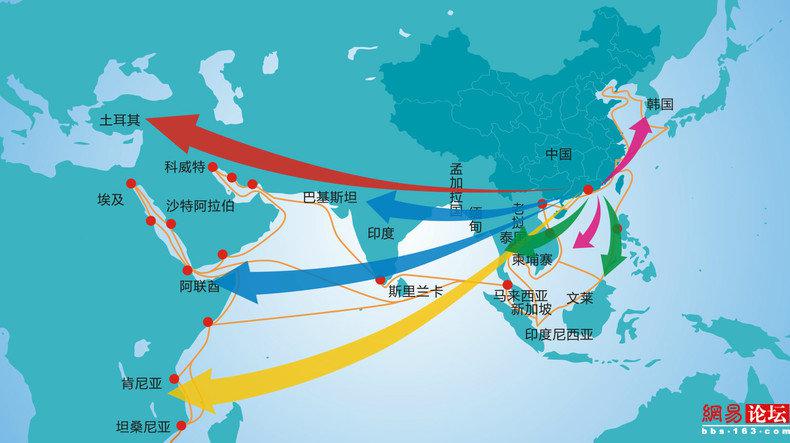 韩国
土耳其
中国
科威特
孟加拉国
埃及
沙特阿拉伯
巴基斯坦
缅甸
老挝
印度
泰国
柬埔寨
阿联酋
斯里兰卡
马来西亚
文莱
新加坡
印度尼西亚
肯尼亚
坦桑尼亚
網易 论坛
bbs.163.com